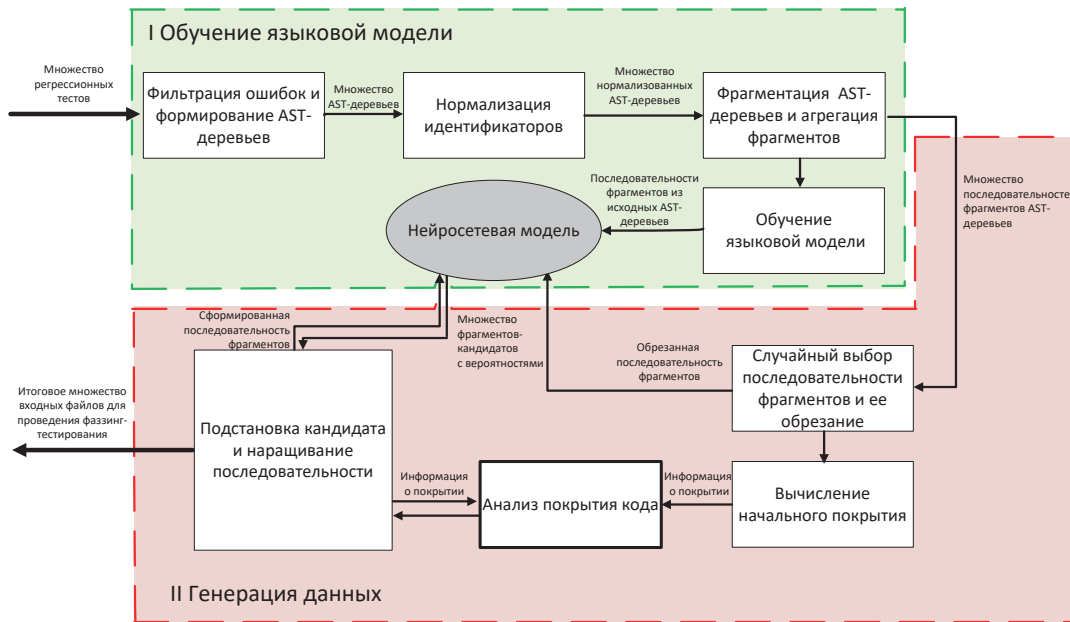 I Обучение языковой модели
Множество
регрессионных
тестов
Фильтрация ошибок и
формирование AST-
деревьев
Множество
AST-деревьев
Нормализация
идентификаторов
Множество
нормализованных
AST-деревьев
Фрагментация AST-
деревьев и агрегация
фрагментов
Множество
последовательносте
фрагментов AST-
деревьев
Последовательности
фрагментов из
исходных AST-
деревьев
Обучение
языковой модели
Нейросетевая модель
Сформированная
последовательность
фрагментов
Множество
фрагментов-
кандидатов
с вероятностями
Обрезанная
последовательность
фрагментов
Случайный выбор
последовательности
фрагментов и ее
обрезание
Итоговое множество
входных файлов для
проведения фаззинг-
тестирования
Подстановка кандидата
и наращивание
последовательности
Информация
о покрытии
Анализ покрытия кода
Информация
о покрытии
Вычисление
начального покрытия
II Генерация данных